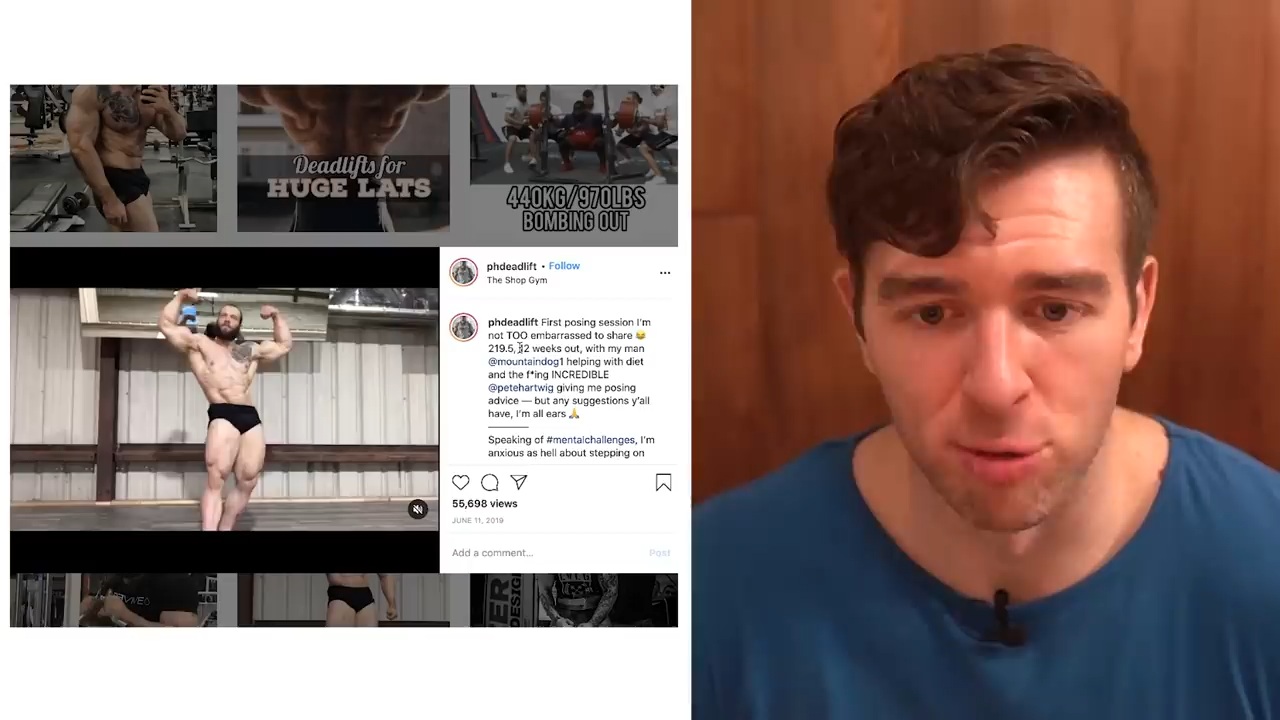 Deadlifts for
HUGE LATS
440KG/970LBS
BOMBING OUT
phdeadlift • Follow
The Shop Gym
phdeadlift First posing session I'm
not TOO embarrassed to share 😂
219.5, 12 weeks out, with my man
@mountaindog1 helping with diet
and the f*ing INCREDIBLE
@petehartwig giving me posing
advice — but any suggestions y'all
have, I'm all ears 🙏
Speaking of #mentalchallenges, I'm
anxious as hell about stepping on
55,698 views
JUNE 11, 2019
Add a comment...
Post
DESIGN